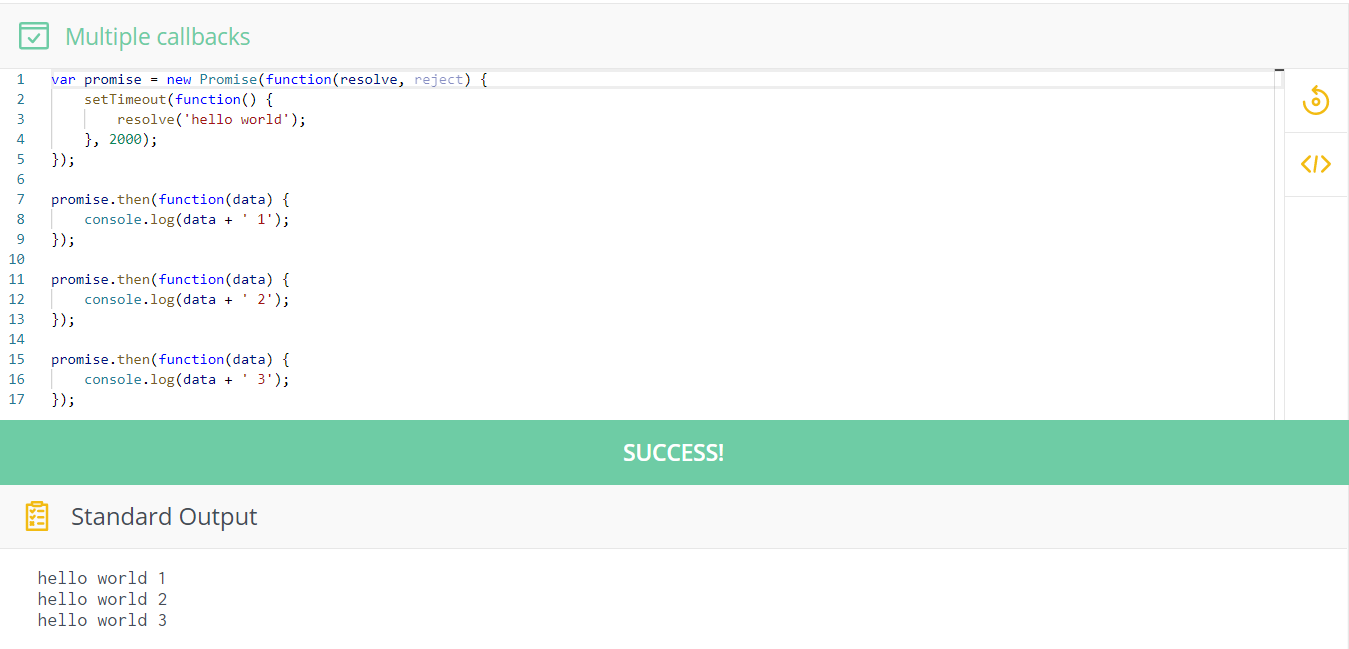 Multiple callbacks
1 var promise = new Promise(function(resolve, reject) {
2     setTimeout(function() {
3         resolve('hello world');
4     }, 2000);
5 });
6
7 promise.then(function(data) {
8     console.log(data + ' 1');
9 });
10
11 promise.then(function(data) {
12     console.log(data + ' 2');
13 });
14
15 promise.then(function(data) {
16     console.log(data + ' 3');
17 });
SUCCESS!
Standard Output
hello world 1
hello world 2
hello world 3